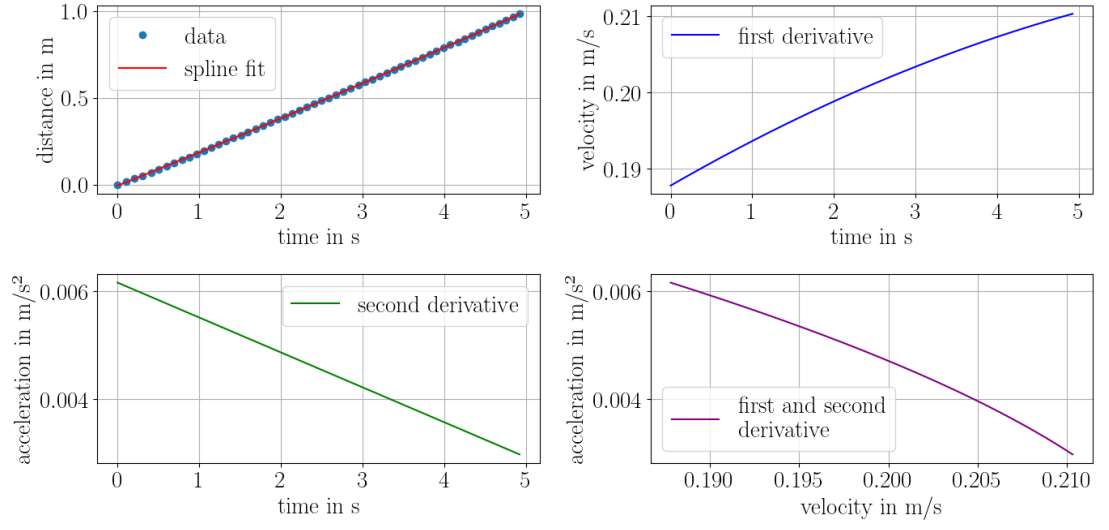 1.0
0.5
0.0
distance in m
data
spline fit
0 1 2 3 4 5
time in s
0.21
0.20
0.19
velocity in m/s
first derivative
0 1 2 3 4 5
time in s
0.006
0.004
acceleration in m/s²
second derivative
0 1 2 3 4 5
time in s
0.006
0.004
acceleration in m/s²
first and second
derivative
0.190 0.195 0.200 0.205 0.210
velocity in m/s